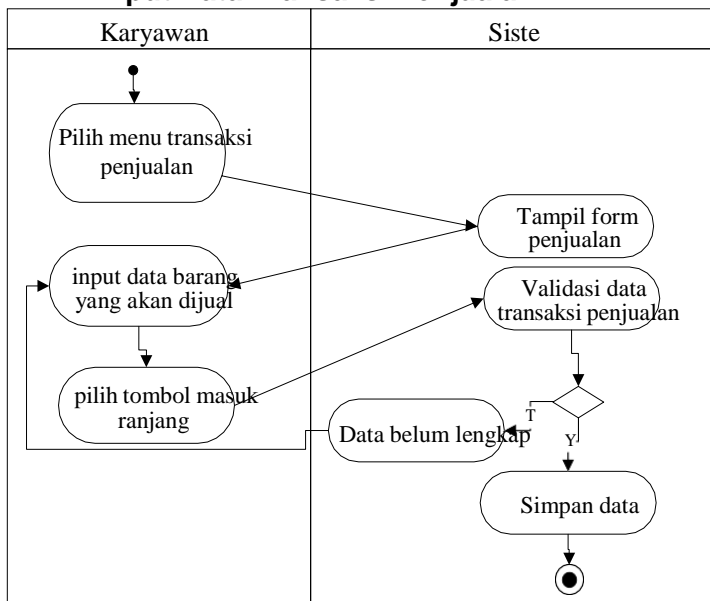 Karyawan
Siste
Pilih menu transaksi
penjualan
Tampil form
penjualan
input data barang
yang akan dijual
Validasi data
transaksi penjualan
pilih tombol masuk
ranjang
T
Data belum lengkap
Y
Simpan data